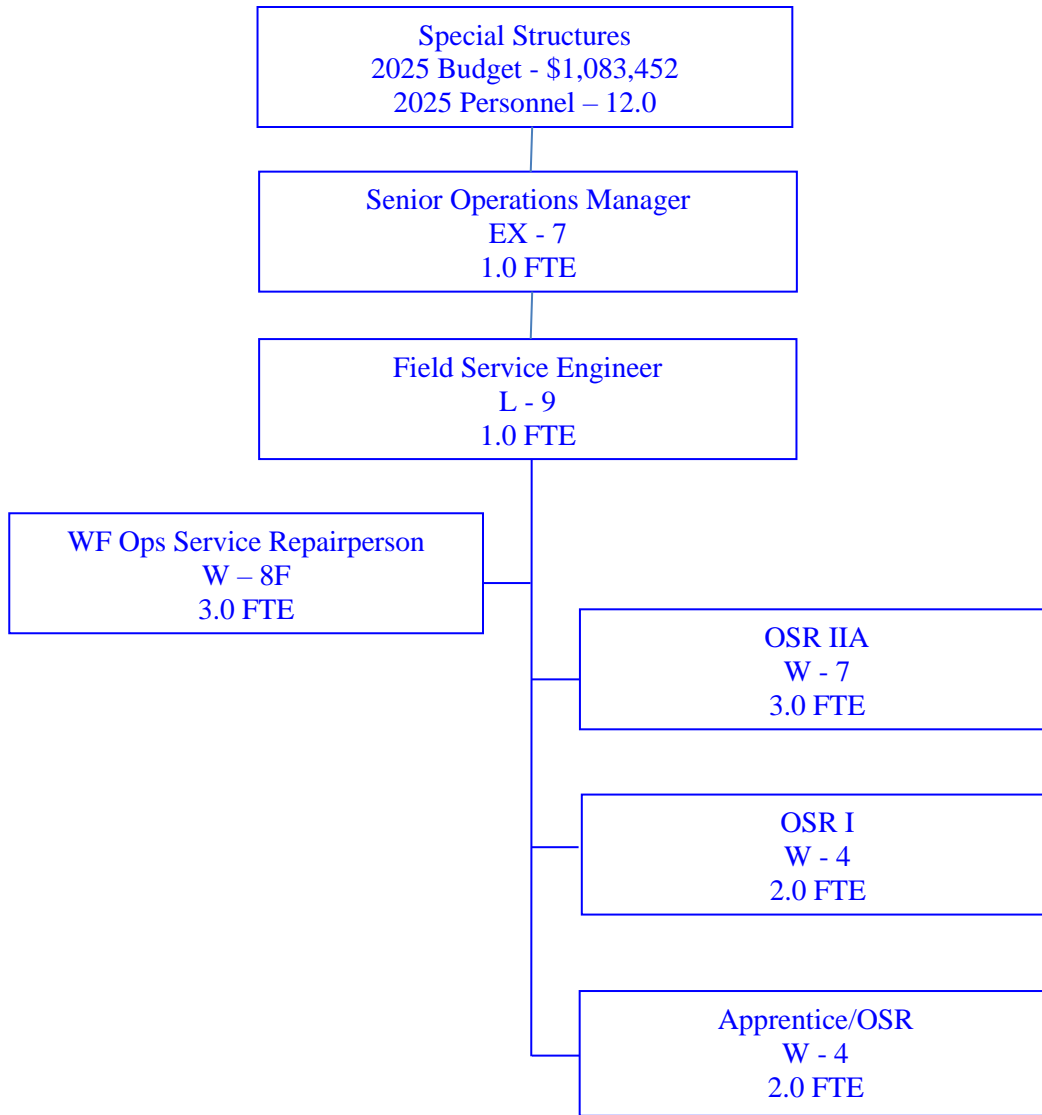 Special Structures
2025 Budget - $1,083,452
2025 Personnel – 12.0
Senior Operations Manager
EX - 7
1.0 FTE
Field Service Engineer
L - 9
1.0 FTE
WF Ops Service Repairperson
W – 8F
3.0 FTE
OSR IIA
W - 7
3.0 FTE
OSR I
W - 4
2.0 FTE
Apprentice/OSR
W - 4
2.0 FTE